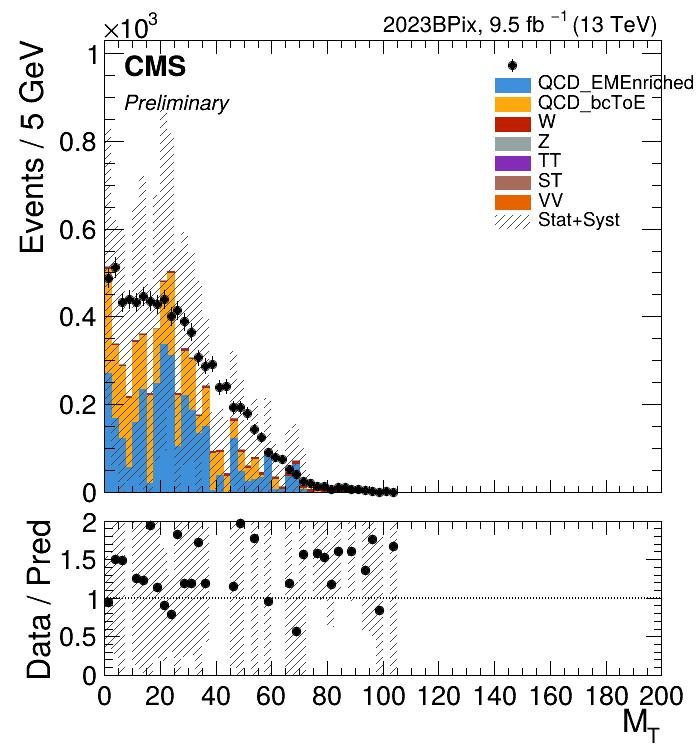 ×10³
2023BPix, 9.5 fb ⁻¹ (13 TeV)
Events / 5 GeV
1
0.8
0.6
0.4
0.2
0
CMS
Preliminary
QCD_EMEnriched
QCD_bcToE
W
Z
TT
ST
VV
Stat+Syst
Data / Pred
2
1.5
1
0.5
0
0 20 40 60 80 100 120 140 160 180 200
M_T